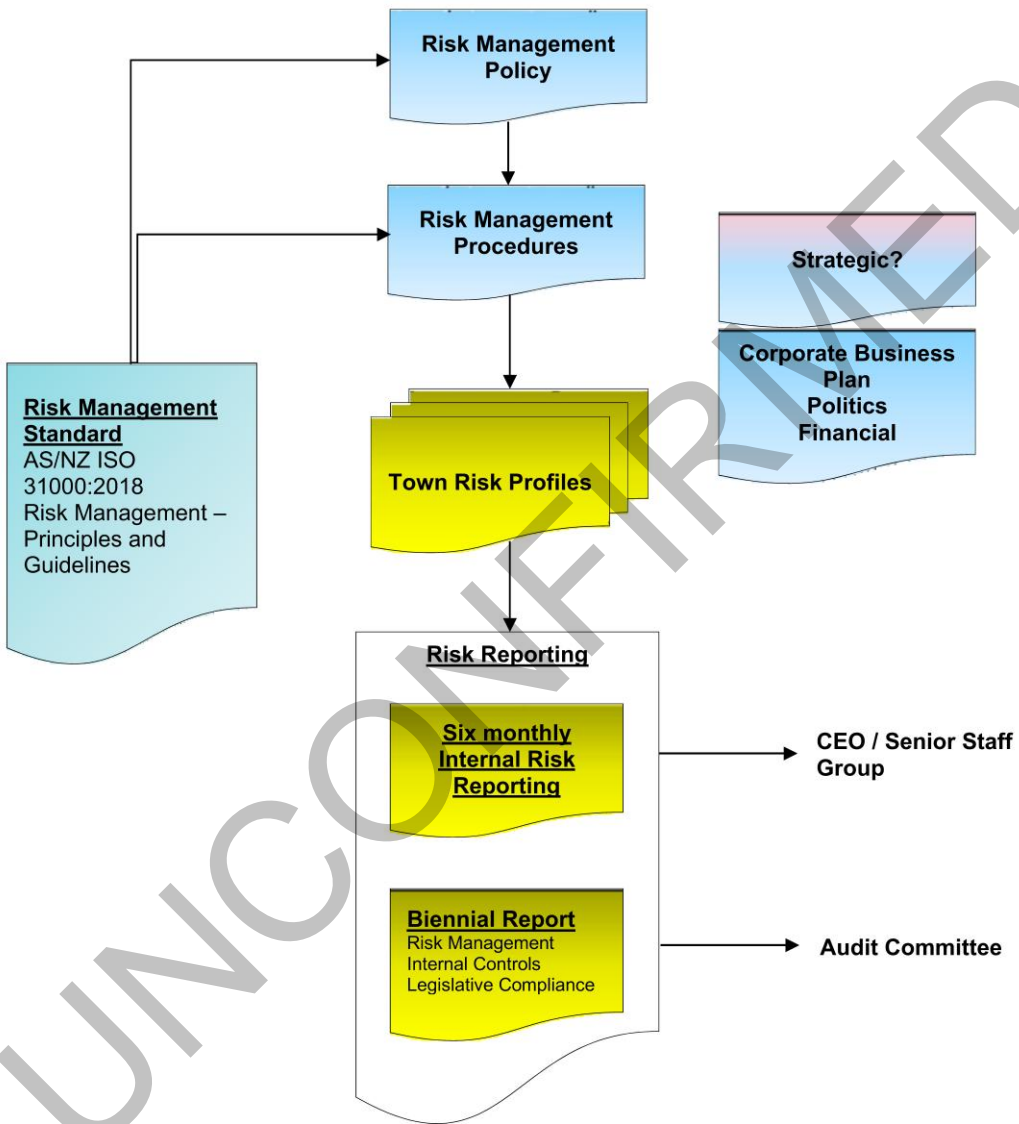 Risk Management
Policy
Risk Management
Procedures
Strategic?
Corporate Business
Plan
Politics
Financial
Risk Management
Standard
AS/NZ ISO
31000:2018
Risk Management –
Principles and
Guidelines
Town Risk Profiles
Risk Reporting
Six monthly
Internal Risk
Reporting
CEO / Senior Staff
Group
Biennial Report
Risk Management
Internal Controls
Legislative Compliance
Audit Committee
UNCONFIRMED